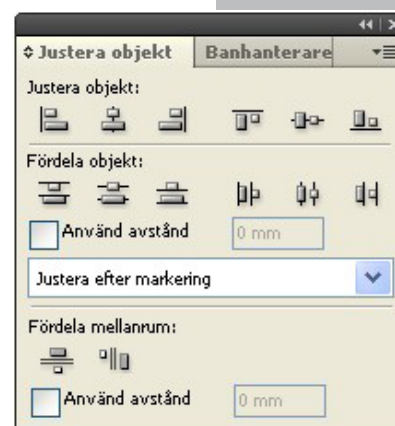 Justera objekt Banhanterare
Justera objekt:
Fördela objekt:
Använd avstånd 0 mm
Justera efter markering
Fördela mellanrum:
Använd avstånd 0 mm